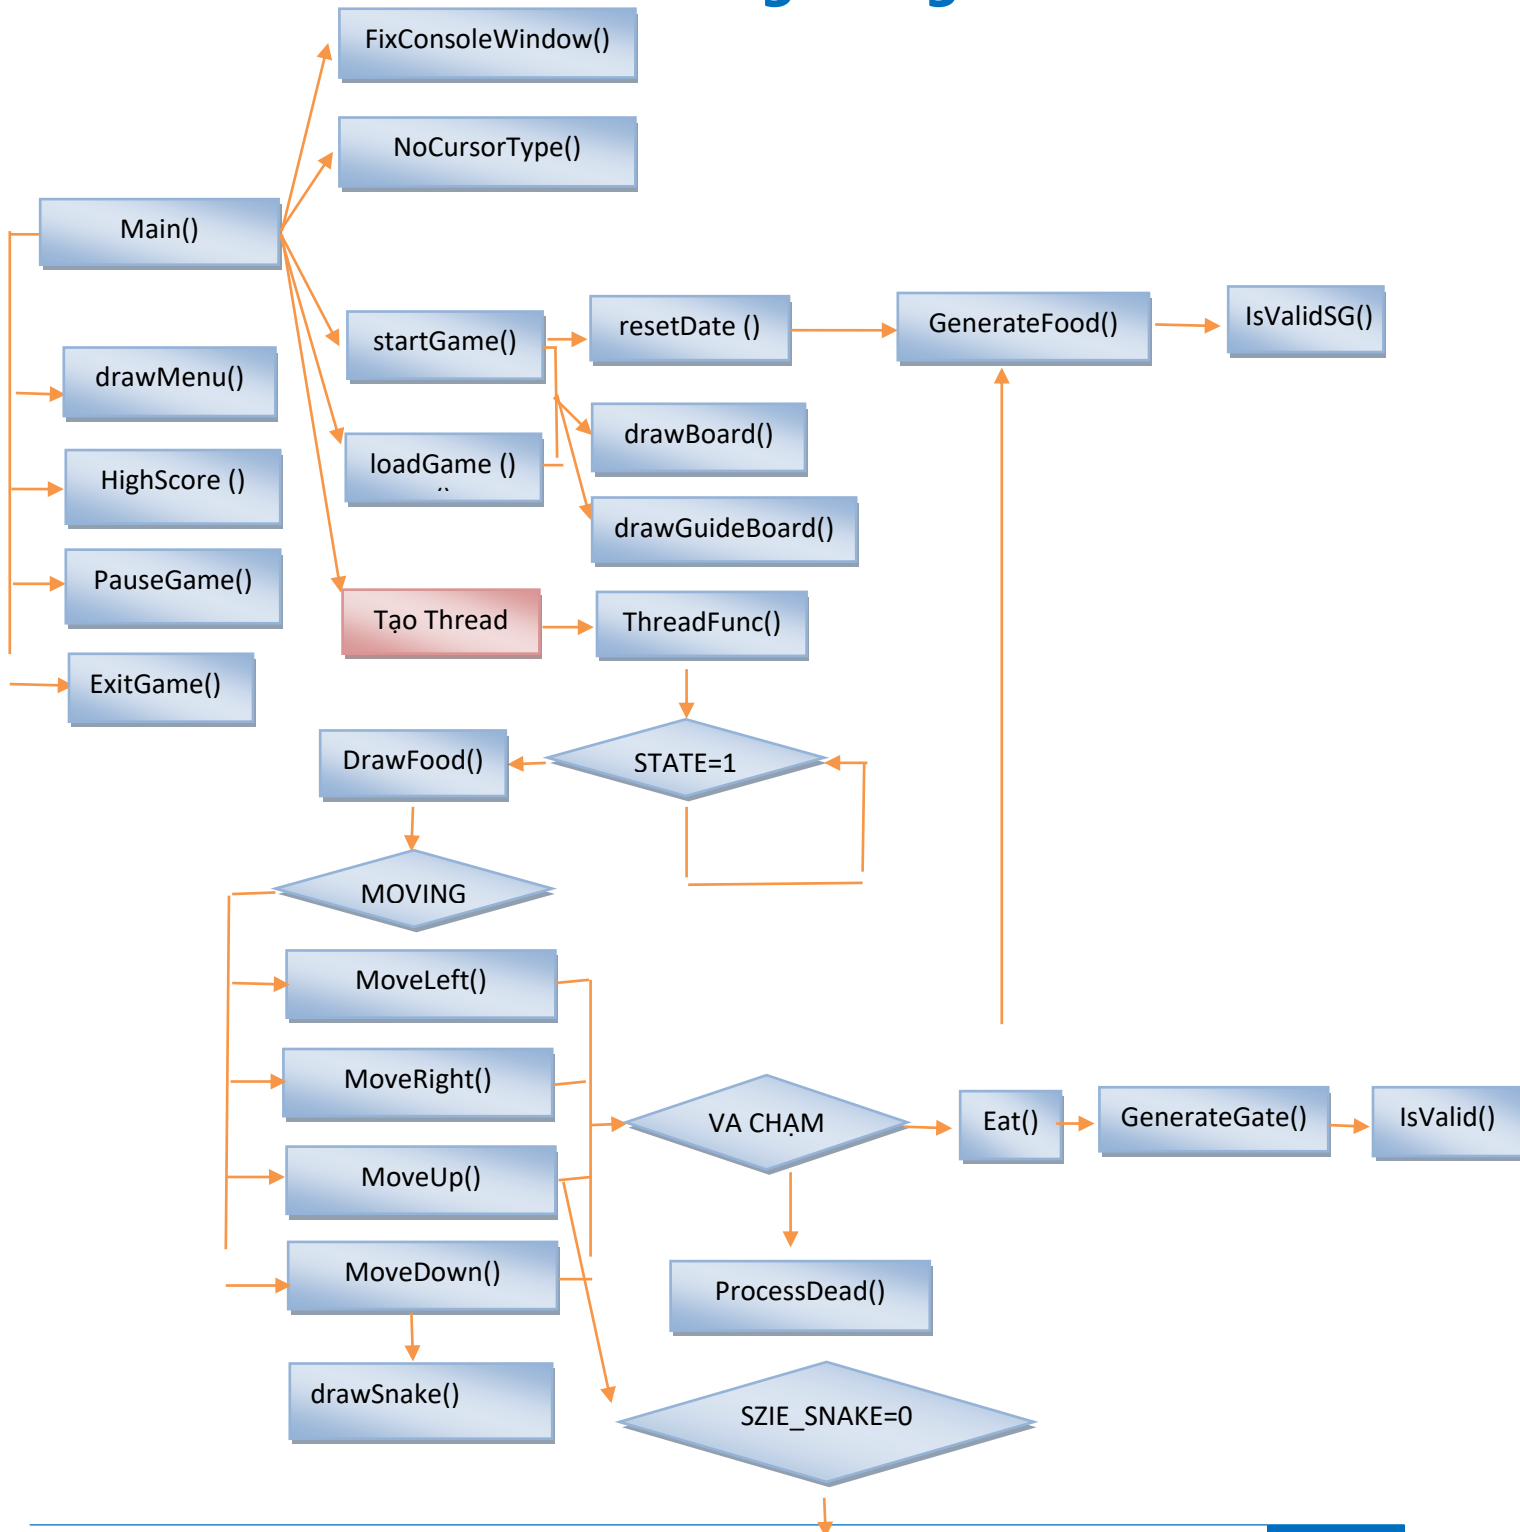 FixConsoleWindow()
NoCursorType()
Main()
startGame()
resetDate ()
GenerateFood()
IsValidSG()
drawMenu()
drawBoard()
loadGame ()
HighScore ()
drawGuideBoard()
PauseGame()
Tạo Thread
ThreadFunc()
ExitGame()
DrawFood()
STATE=1
MOVING
MoveLeft()
MoveRight()
VA CHẠM
Eat()
GenerateGate()
IsValid()
MoveUp()
MoveDown()
ProcessDead()
drawSnake()
SZIE_SNAKE=0